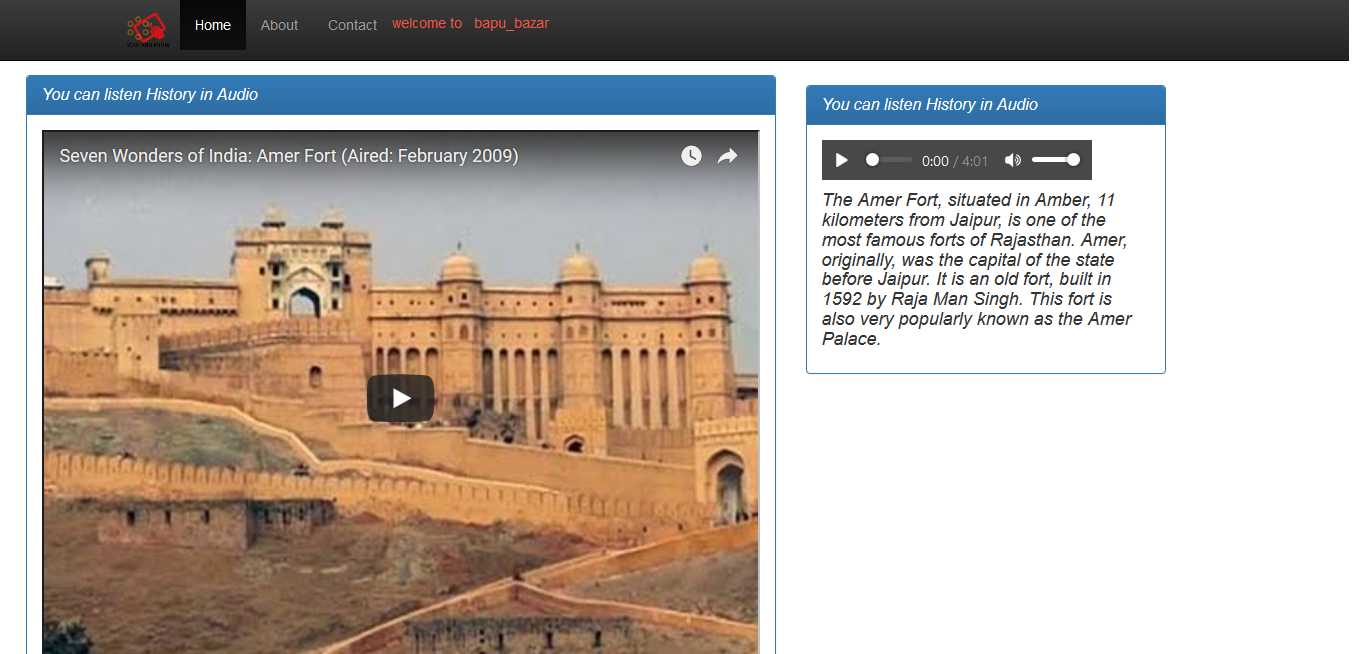 Home About Contact welcome to bapu_bazar
You can listen History in Audio
Seven Wonders of India: Amer Fort (Aired: February 2009)
You can listen History in Audio
0:00 / 4:01
The Amer Fort, situated in Amber, 11
kilometers from Jaipur, is one of the
most famous forts of Rajasthan. Amer,
originally, was the capital of the state
before Jaipur. It is an old fort, built in
1592 by Raja Man Singh. This fort is
also very popularly known as the Amer
Palace.